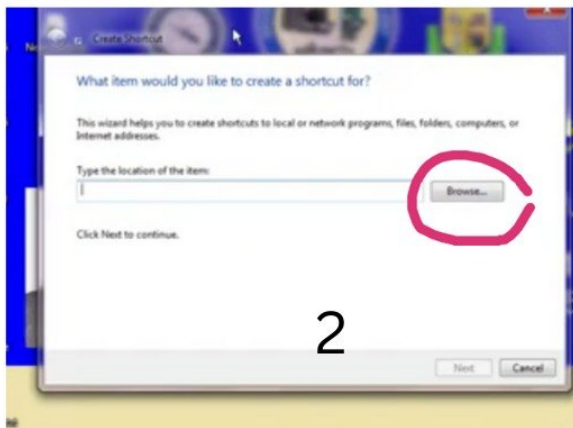 Create Shortcut
What item would you like to create a shortcut for?
This wizard helps you to create shortcuts to local or network programs, files, folders, computers, or
Internet addresses.
Type the location of the item:
Browse...
Click Next to continue.
2
Next Cancel